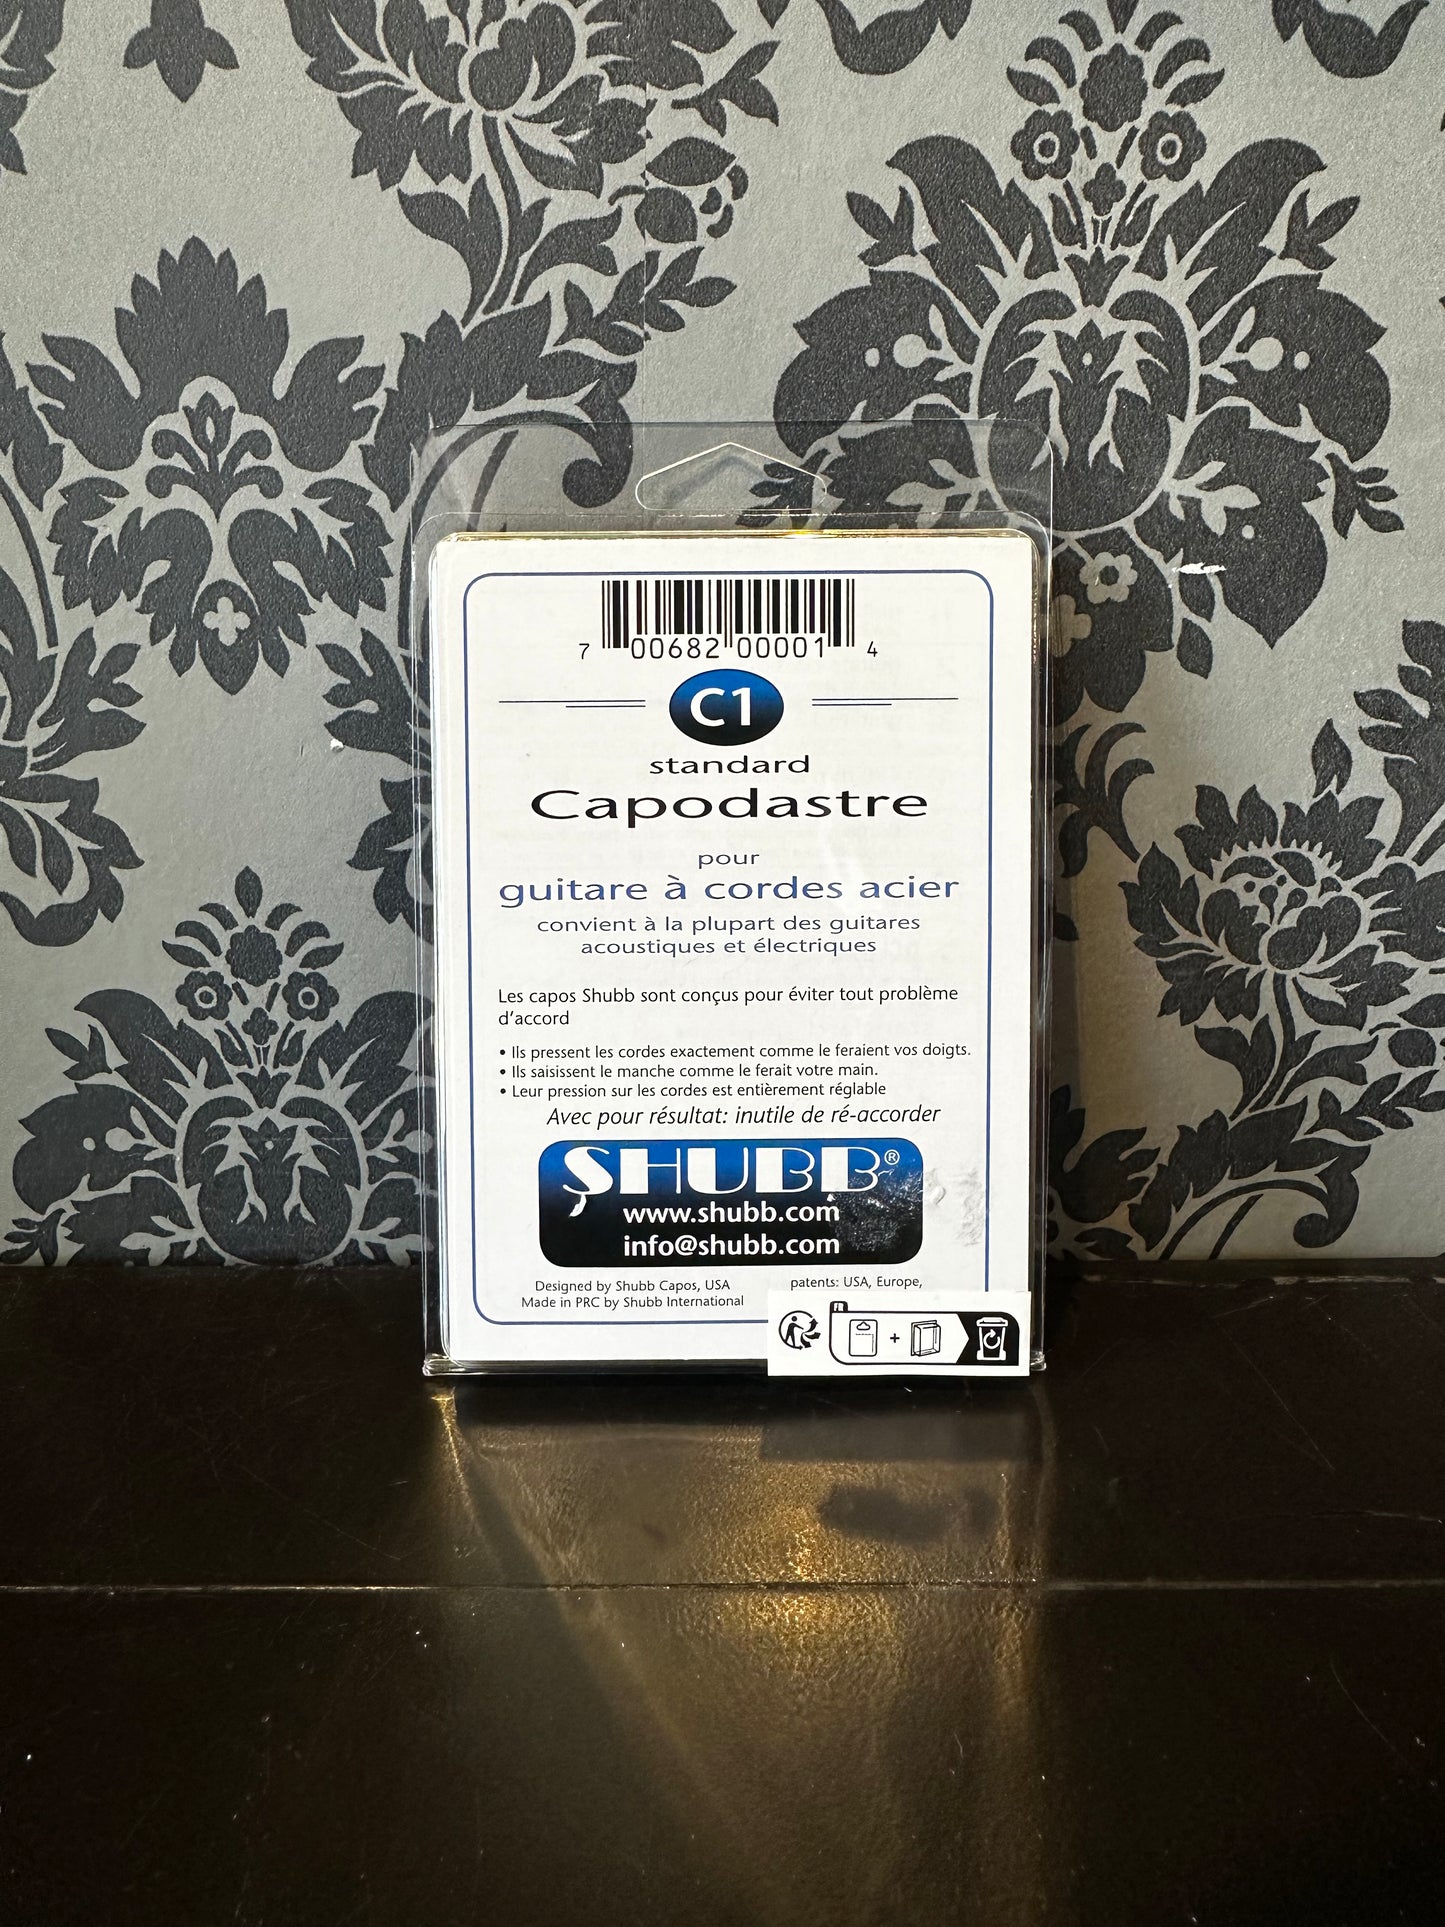 7 00682 00001 4
C1
standard
Capodastre
pour
guitare à cordes acier
convient à la plupart des guitares
acoustiques et électriques
Les capos Shubb sont conçus pour éviter tout problème
d’accord
• Ils pressent les cordes exactement comme le feraient vos doigts.
• Ils saisissent le manche comme le ferait votre main.
• Leur pression sur les cordes est entièrement réglable
Avec pour résultat: inutile de ré-accorder
SHUBB®
www.shubb.com
info@shubb.com
Designed by Shubb Capos, USA
Made in PRC by Shubb International
patents: USA, Europe,
FR
+